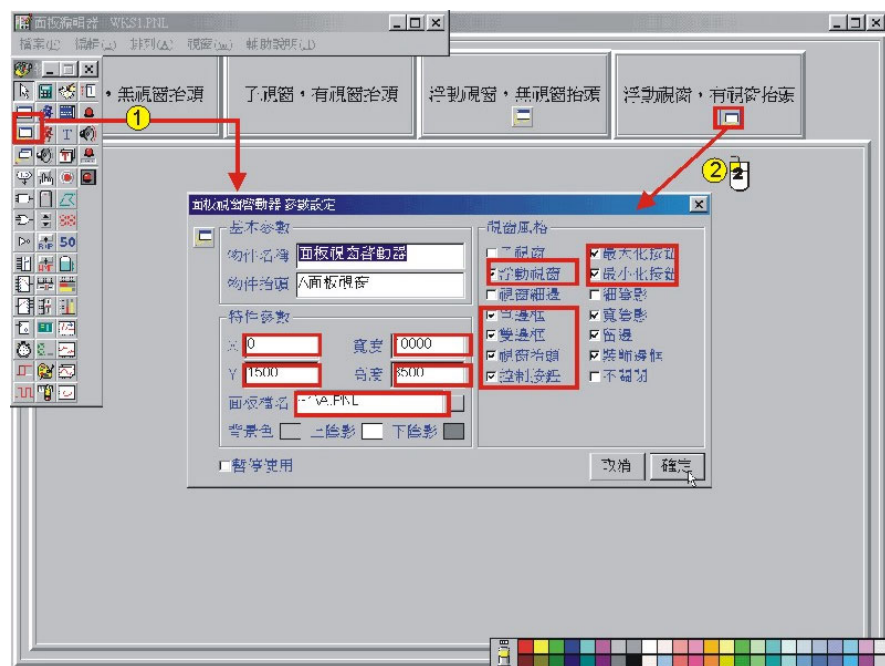 面板編輯器 WKS1.PNL
檔案(F) 編輯(E) 排列(A) 視窗(W) 輔助說明(I)
，無視窗抬頭
子視窗，有視窗抬頭
浮動視窗，無視窗抬頭
浮動視窗，有視窗抬頭
1
2
2
T
50
面板視窗啓動器 參數設定
基本參數
物件名稱 面板視窗啓動器
物件抬頭 A面板視窗
特性參數
X 0 寬度 10000
Y 1500 高度 8500
面板檔名 A.PNL
背景色 上陰影 下陰影
暫停使用
視窗風格
子視窗 最大化按鈕
浮動視窗 最小化按鈕
視窗細邊 細陰影
白邊框 寬陰影
雙邊框 留邊
視窗抬頭 裝飾邊框
控制按鈕 不關閉
取消 確定